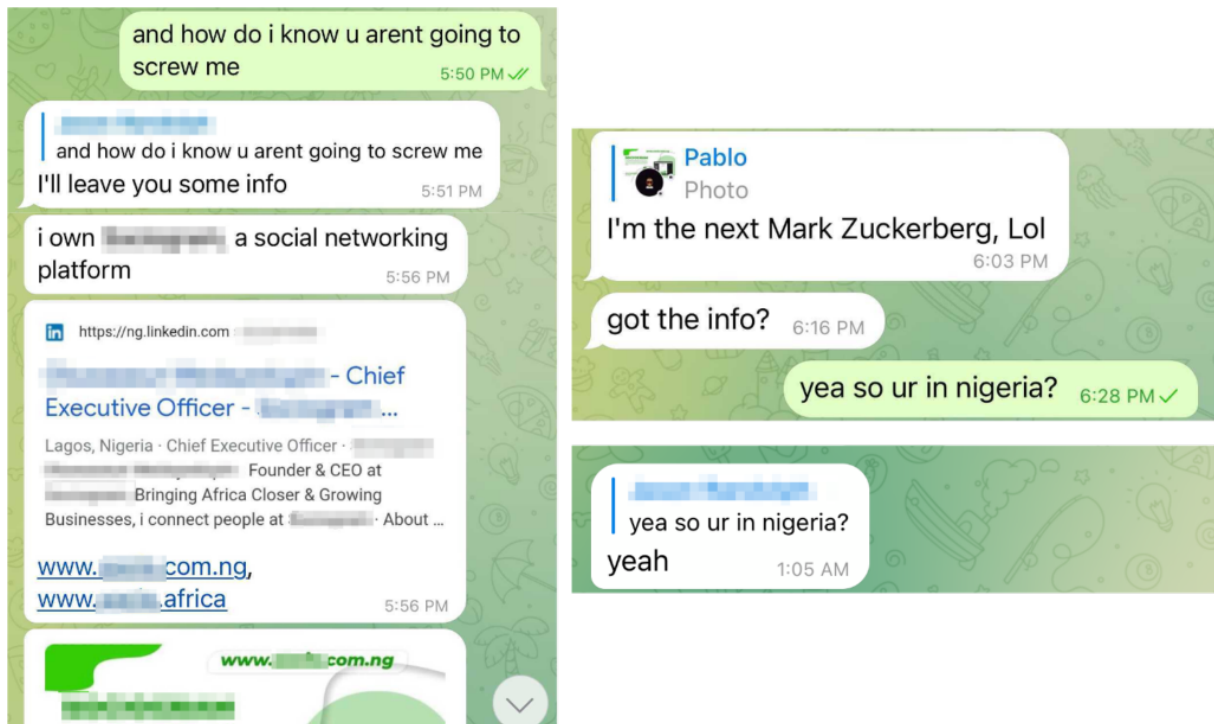 and how do i know u arent going to
screw me
5:50 PM
and how do i know u arent going to screw me
I'll leave you some info
5:51 PM
i own a social networking
platform
5:56 PM
in https://ng.linkedin.com
- Chief
Executive Officer - ...
Lagos, Nigeria · Chief Executive Officer ·
Founder & CEO at
Bringing Africa Closer & Growing
Businesses, i connect people at · About ...
www. com.ng,
www. .africa
5:56 PM
www. com.ng
Pablo
Photo
I'm the next Mark Zuckerberg, Lol
6:03 PM
got the info? 6:16 PM
yea so ur in nigeria? 6:28 PM
yea so ur in nigeria?
yeah
1:05 AM